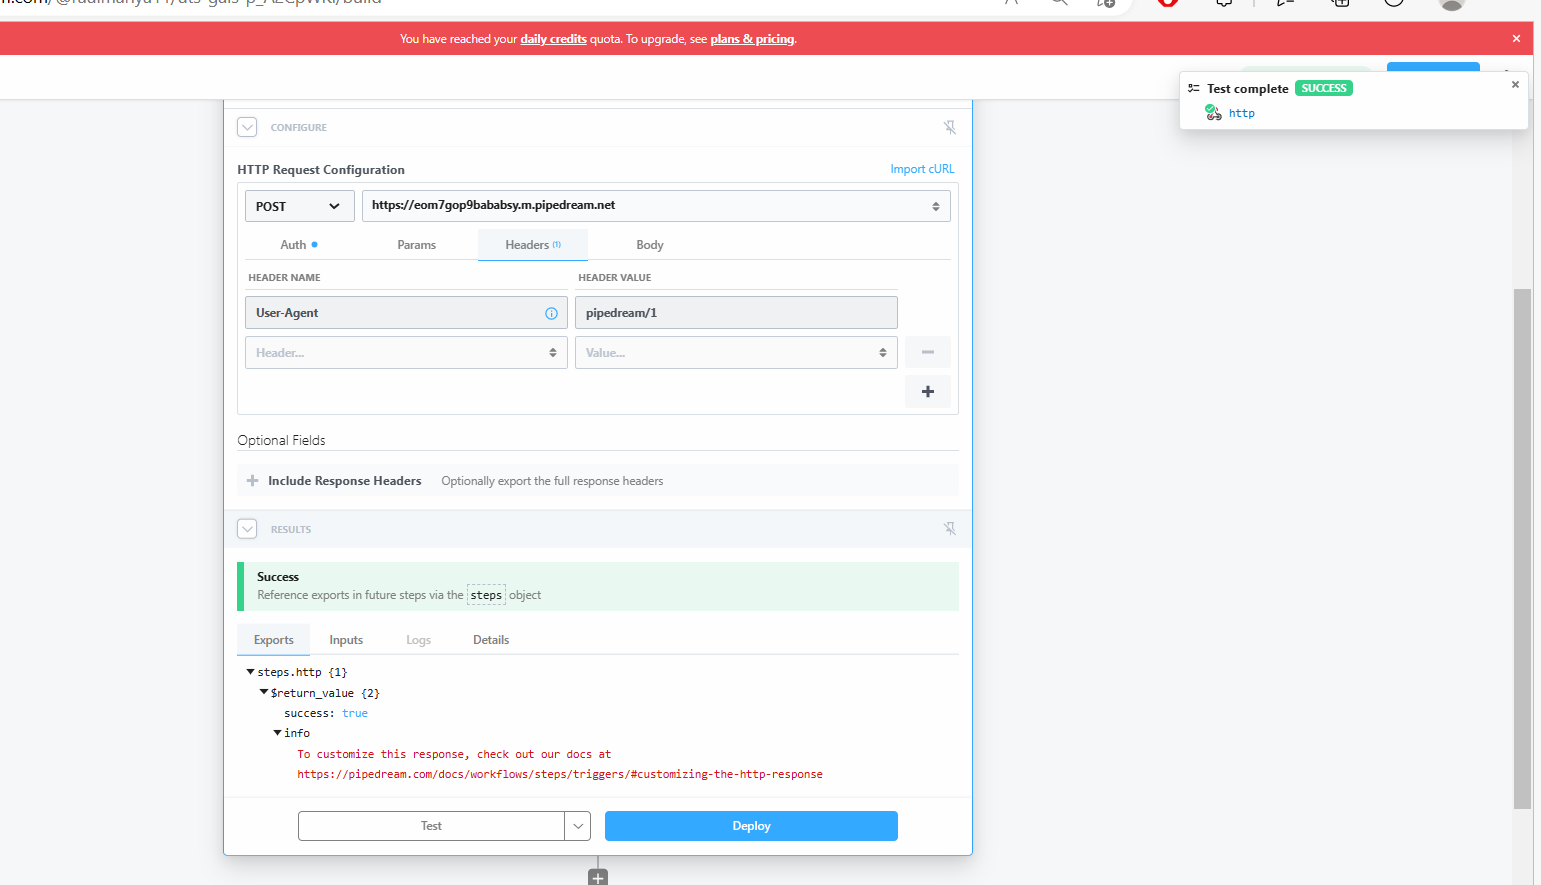 You have reached your daily credits quota. To upgrade, see plans & pricing.
Test complete SUCCESS
http
CONFIGURE
HTTP Request Configuration
Import cURL
POST
https://eom7gop9bababsy.m.pipedream.net
Auth
Params
Headers (1)
Body
HEADER NAME
HEADER VALUE
User-Agent
pipedream/1
Header...
Value...
Optional Fields
Include Response Headers
Optionally export the full response headers
RESULTS
Success
Reference exports in future steps via the steps object
Exports
Inputs
Logs
Details
steps.http {1}
$return_value {2}
success: true
info
To customize this response, check out our docs at
https://pipedream.com/docs/workflows/steps/triggers/#customizing-the-http-response
Test
Deploy